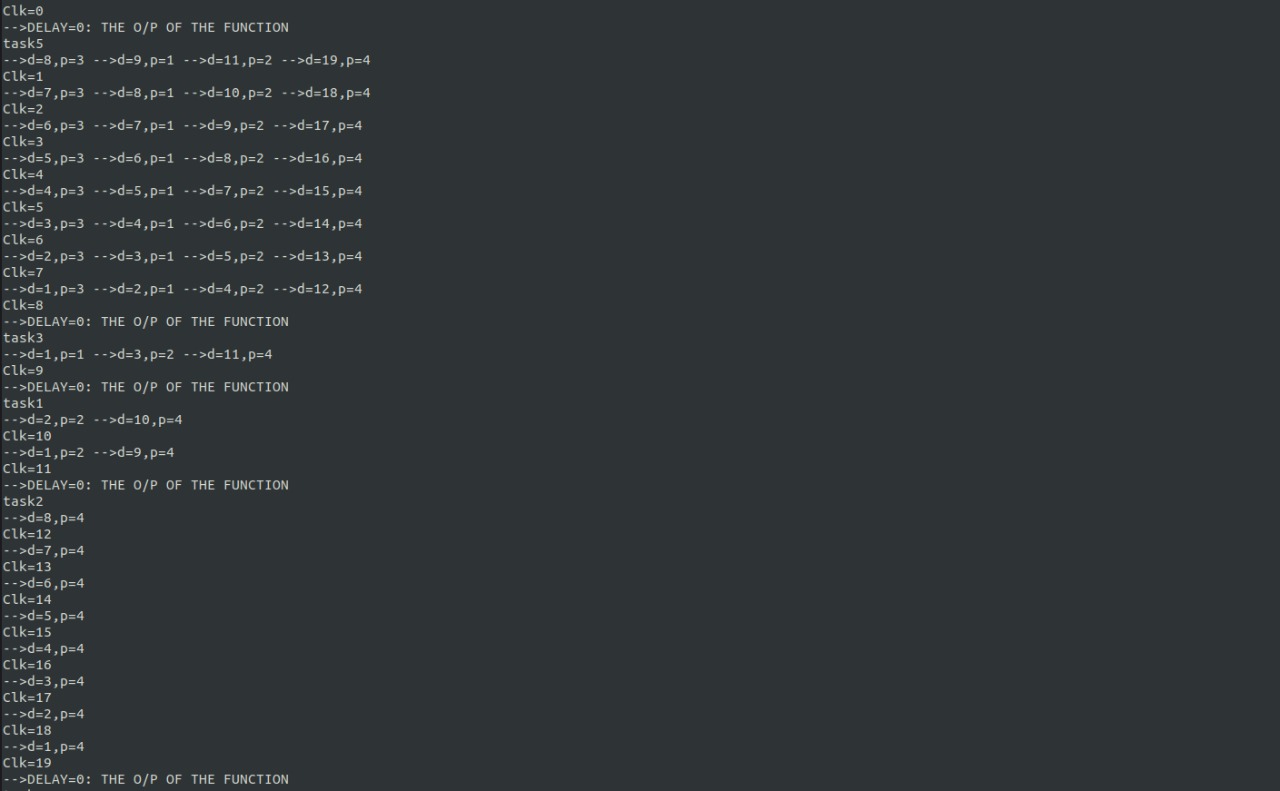 Clk=0
-->DELAY=0: THE O/P OF THE FUNCTION
task5
-->d=8,p=3 -->d=9,p=1 -->d=11,p=2 -->d=19,p=4
Clk=1
-->d=7,p=3 -->d=8,p=1 -->d=10,p=2 -->d=18,p=4
Clk=2
-->d=6,p=3 -->d=7,p=1 -->d=9,p=2 -->d=17,p=4
Clk=3
-->d=5,p=3 -->d=6,p=1 -->d=8,p=2 -->d=16,p=4
Clk=4
-->d=4,p=3 -->d=5,p=1 -->d=7,p=2 -->d=15,p=4
Clk=5
-->d=3,p=3 -->d=4,p=1 -->d=6,p=2 -->d=14,p=4
Clk=6
-->d=2,p=3 -->d=3,p=1 -->d=5,p=2 -->d=13,p=4
Clk=7
-->d=1,p=3 -->d=2,p=1 -->d=4,p=2 -->d=12,p=4
Clk=8
-->DELAY=0: THE O/P OF THE FUNCTION
task3
-->d=1,p=1 -->d=3,p=2 -->d=11,p=4
Clk=9
-->DELAY=0: THE O/P OF THE FUNCTION
task1
-->d=2,p=2 -->d=10,p=4
Clk=10
-->d=1,p=2 -->d=9,p=4
Clk=11
-->DELAY=0: THE O/P OF THE FUNCTION
task2
-->d=8,p=4
Clk=12
-->d=7,p=4
Clk=13
-->d=6,p=4
Clk=14
-->d=5,p=4
Clk=15
-->d=4,p=4
Clk=16
-->d=3,p=4
Clk=17
-->d=2,p=4
Clk=18
-->d=1,p=4
Clk=19
-->DELAY=0: THE O/P OF THE FUNCTION